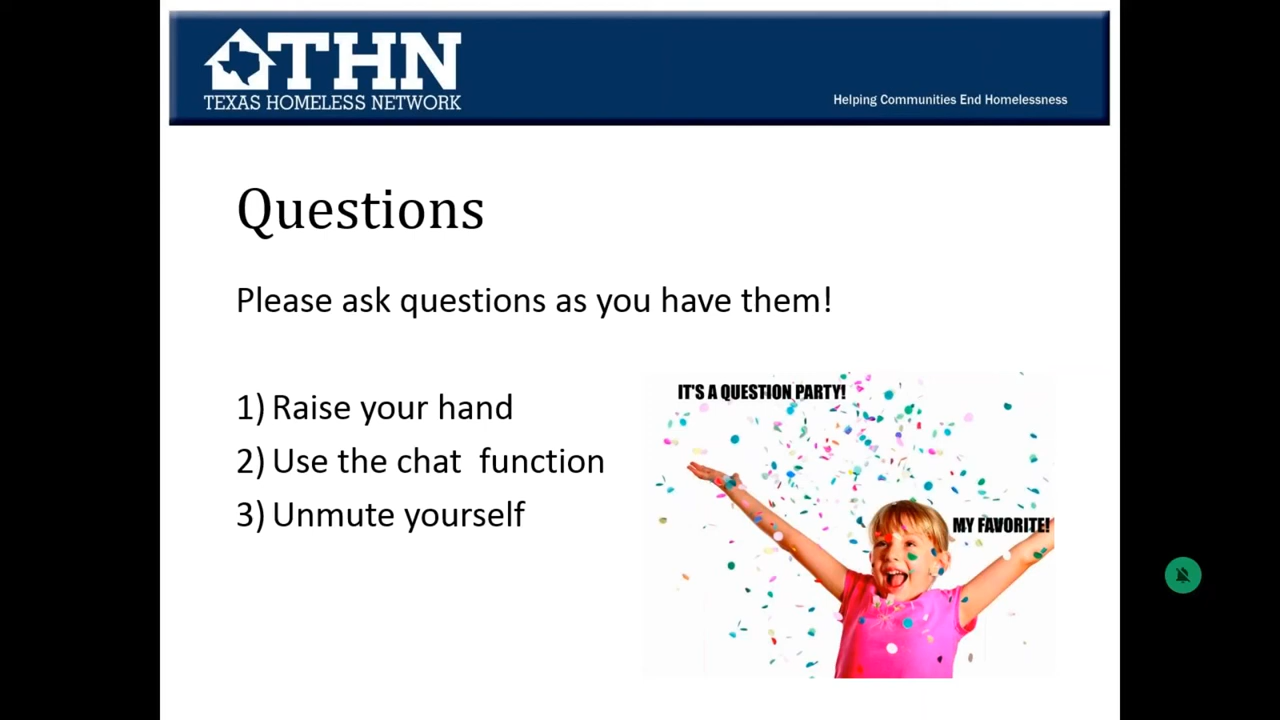 THN
TEXAS HOMELESS NETWORK
Helping Communities End Homelessness
Questions
Please ask questions as you have them!
1) Raise your hand
2) Use the chat  function
3) Unmute yourself
IT'S A QUESTION PARTY!
MY FAVORITE!